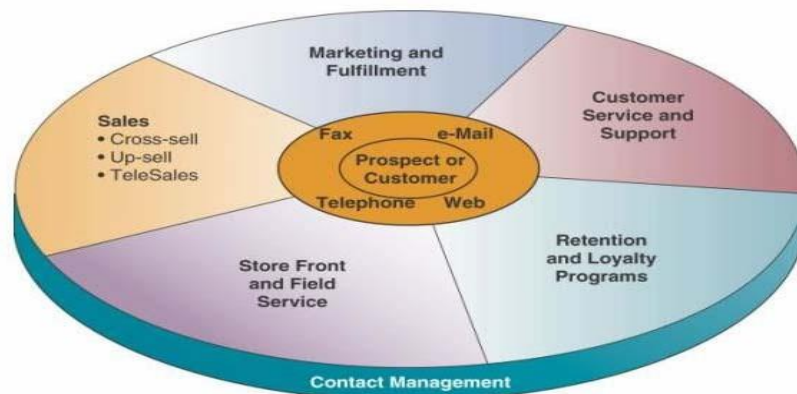 Marketing and
Fulfillment
Customer
Service and
Support
Sales
• Cross-sell
• Up-sell
• TeleSales
Fax e-Mail
Prospect or
Customer
Telephone Web
Retention
and Loyalty
Programs
Store Front
and Field
Service
Contact Management